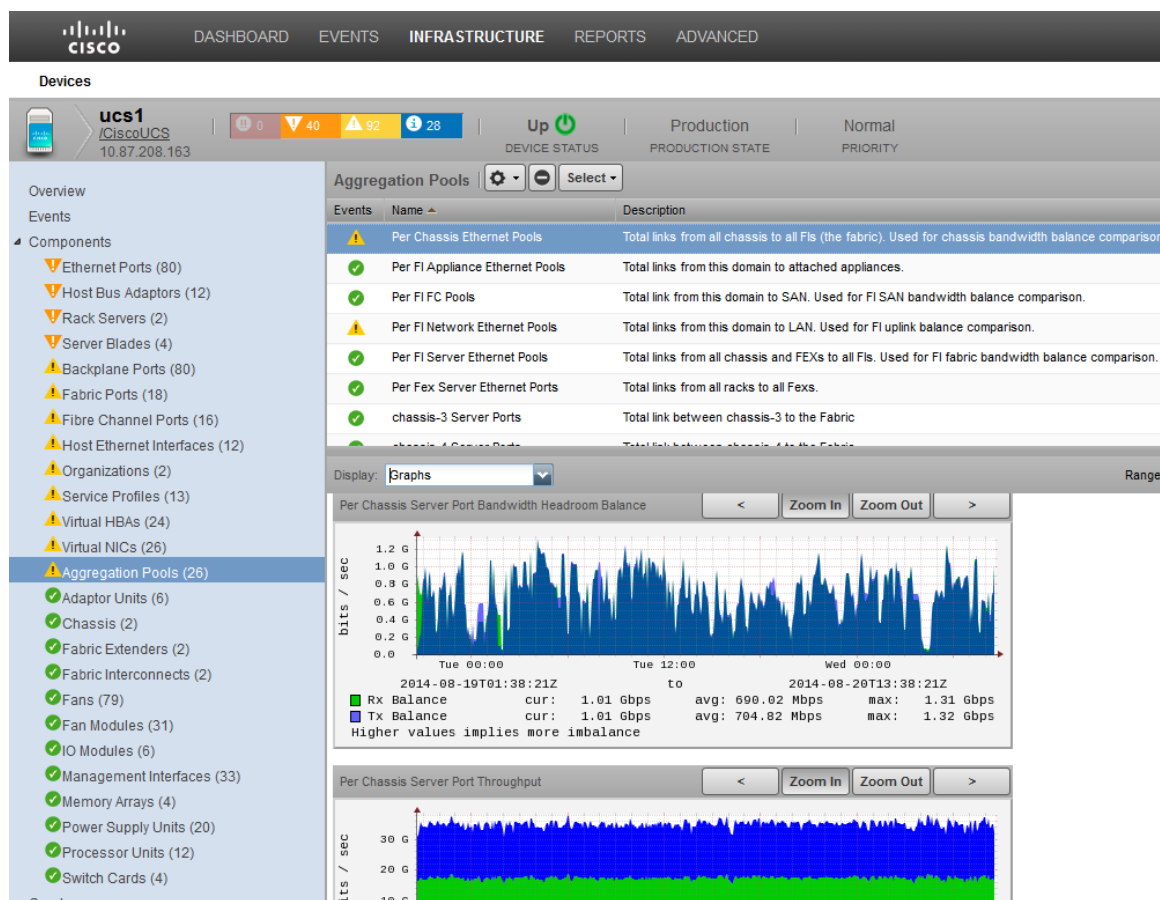 CISCO
DASHBOARD EVENTS INFRASTRUCTURE REPORTS ADVANCED
Devices
ucs1
/CiscoUCS
10.87.208.163
0 40 92 28
Up
DEVICE STATUS
Production
PRODUCTION STATE
Normal
PRIORITY
Overview
Events
Components
Ethernet Ports (80)
Host Bus Adaptors (12)
Rack Servers (2)
Server Blades (4)
Backplane Ports (80)
Fabric Ports (18)
Fibre Channel Ports (16)
Host Ethernet Interfaces (12)
Organizations (2)
Service Profiles (13)
Virtual HBAs (24)
Virtual NICs (26)
Aggregation Pools (26)
Adaptor Units (6)
Chassis (2)
Fabric Extenders (2)
Fabric Interconnects (2)
Fans (79)
Fan Modules (31)
IO Modules (6)
Management Interfaces (33)
Memory Arrays (4)
Power Supply Units (20)
Processor Units (12)
Switch Cards (4)
Aggregation Pools Select
Events Name Description
Per Chassis Ethernet Pools Total links from all chassis to all FIs (the fabric). Used for chassis bandwidth balance comparison
Per FI Appliance Ethernet Pools Total links from this domain to attached appliances.
Per FI FC Pools Total link from this domain to SAN. Used for FI SAN bandwidth balance comparison.
Per FI Network Ethernet Pools Total links from this domain to LAN. Used for FI uplink balance comparison.
Per FI Server Ethernet Pools Total links from all chassis and FEXs to all FIs. Used for FI fabric bandwidth balance comparison.
Per Fex Server Ethernet Ports Total links from all racks to all Fexs.
chassis-3 Server Ports Total link between chassis-3 to the Fabric
chassis-4 Server Ports Total link between chassis-4 to the Fabric
Display: Graphs Range
Per Chassis Server Port Bandwidth Headroom Balance < Zoom In Zoom Out >
bits / sec
1.2 G
1.0 G
0.8 G
0.6 G
0.4 G
0.2 G
0.0
Tue 00:00 Tue 12:00 Wed 00:00
2014-08-19T01:38:21Z to 2014-08-20T13:38:21Z
Rx Balance cur: 1.01 Gbps avg: 690.02 Mbps max: 1.31 Gbps
Tx Balance cur: 1.01 Gbps avg: 704.82 Mbps max: 1.32 Gbps
Higher values implies more imbalance
Per Chassis Server Port Throughput < Zoom In Zoom Out >
/ sec
30 G
20 G
10 G